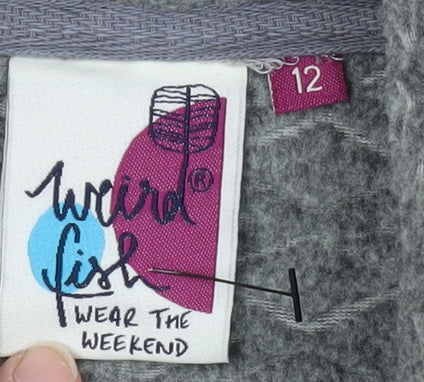 12
weird®
fish
WEAR THE
WEEKEND